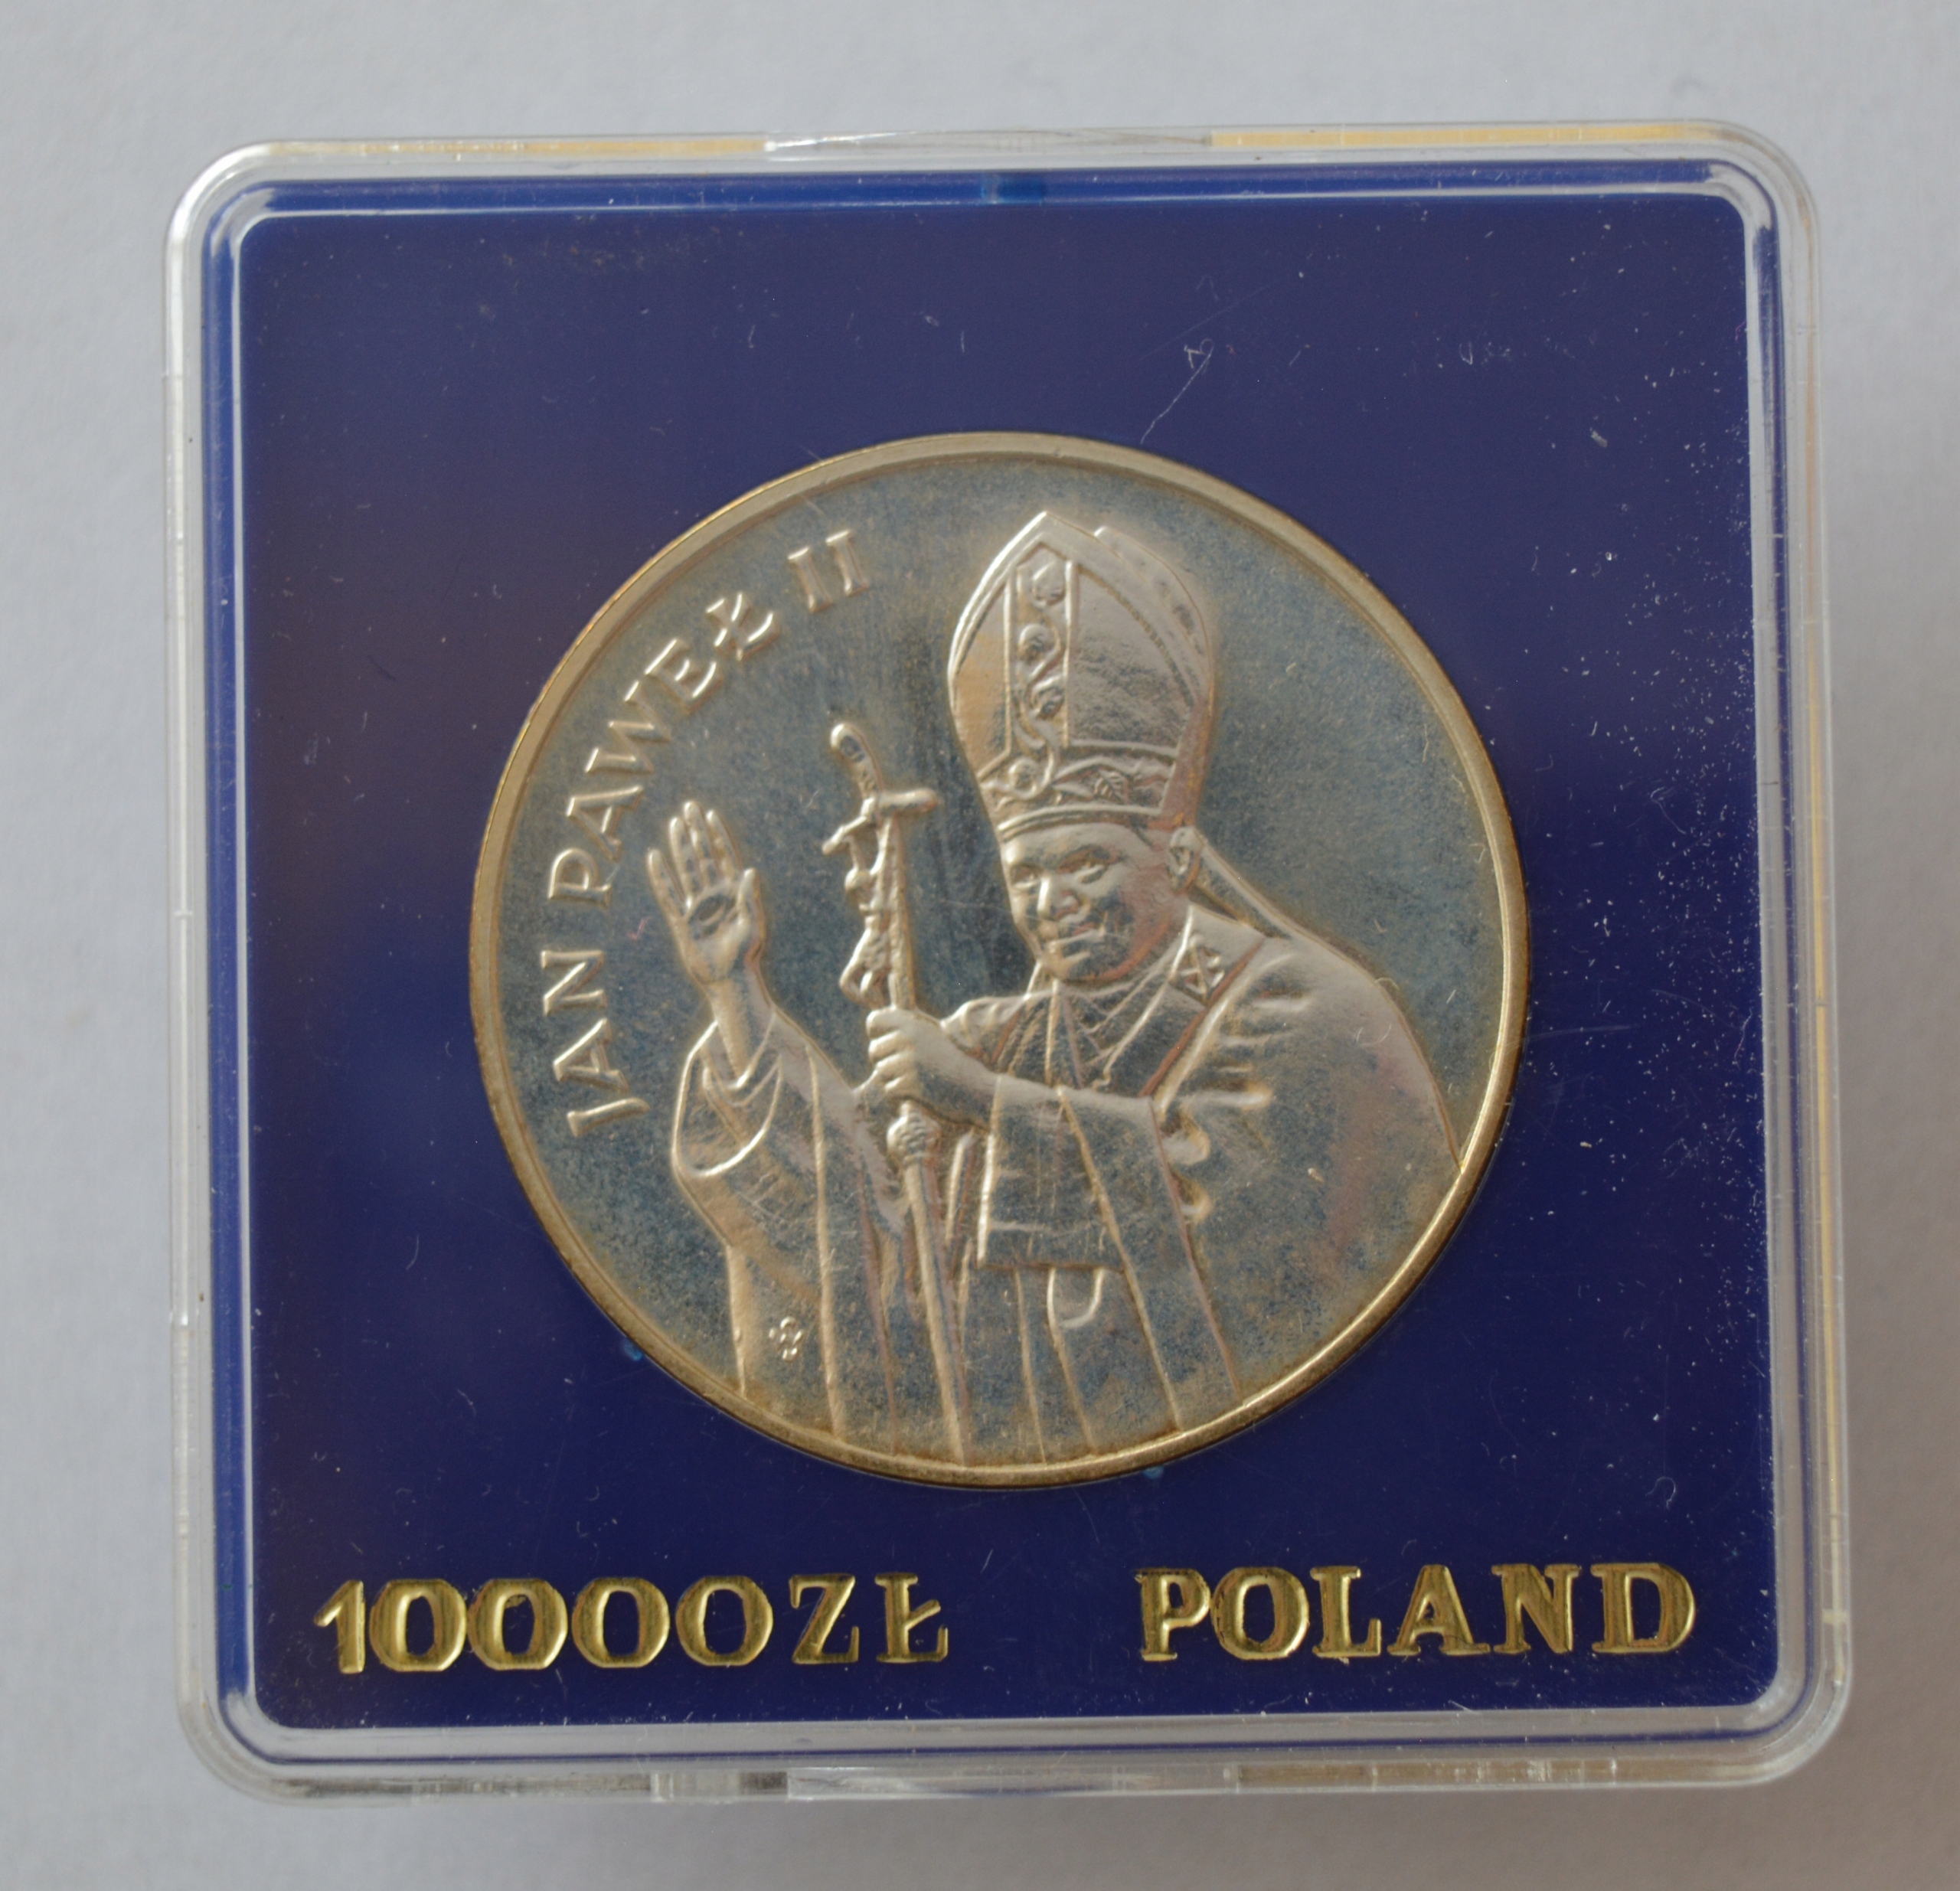 JAN PAWEŁ II
10000 ZŁ POLAND